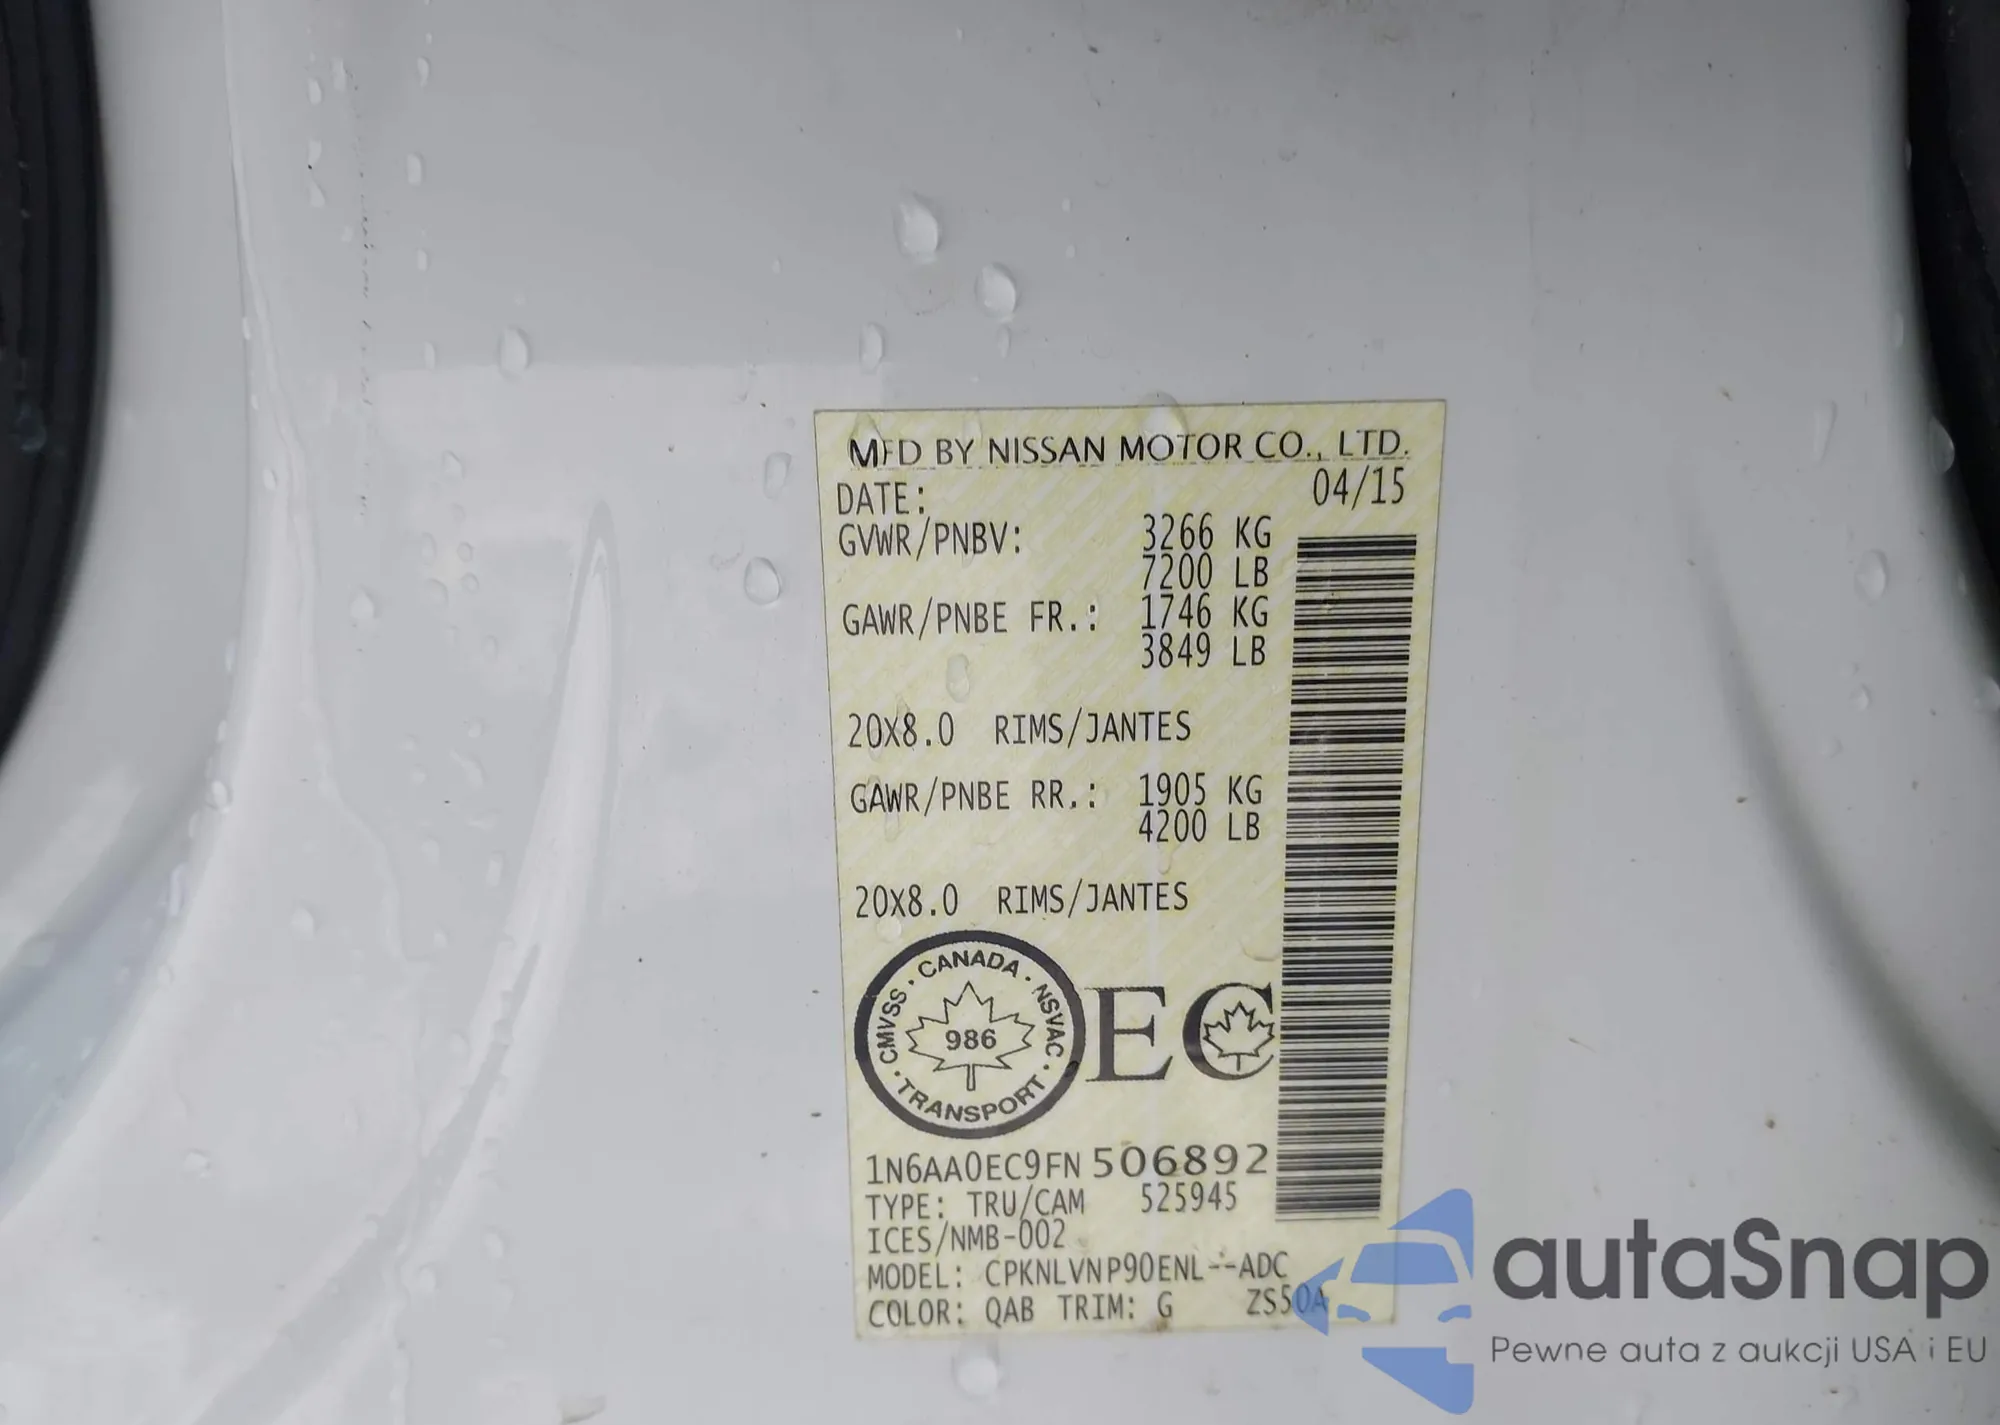 MFD BY NISSAN MOTOR CO., LTD.
DATE: 04/15
GVWR/PNBV: 3266 KG
7200 LB
GAWR/PNBE FR.: 1746 KG
3849 LB
20X8.0 RIMS/JANTES
GAWR/PNBE RR.: 1905 KG
4200 LB
20X8.0 RIMS/JANTES
CANADA · NSVAC · TRANSPORT · CMVSS ·
986
EC
1N6AA0EC9FN506892
TYPE: TRU/CAM 525945
ICES/NMB-002
MODEL: CPKNLVNP90ENL--ADC
COLOR: QAB TRIM: G ZS50A
autaSnap
Pewne auta z aukcji USA i EU